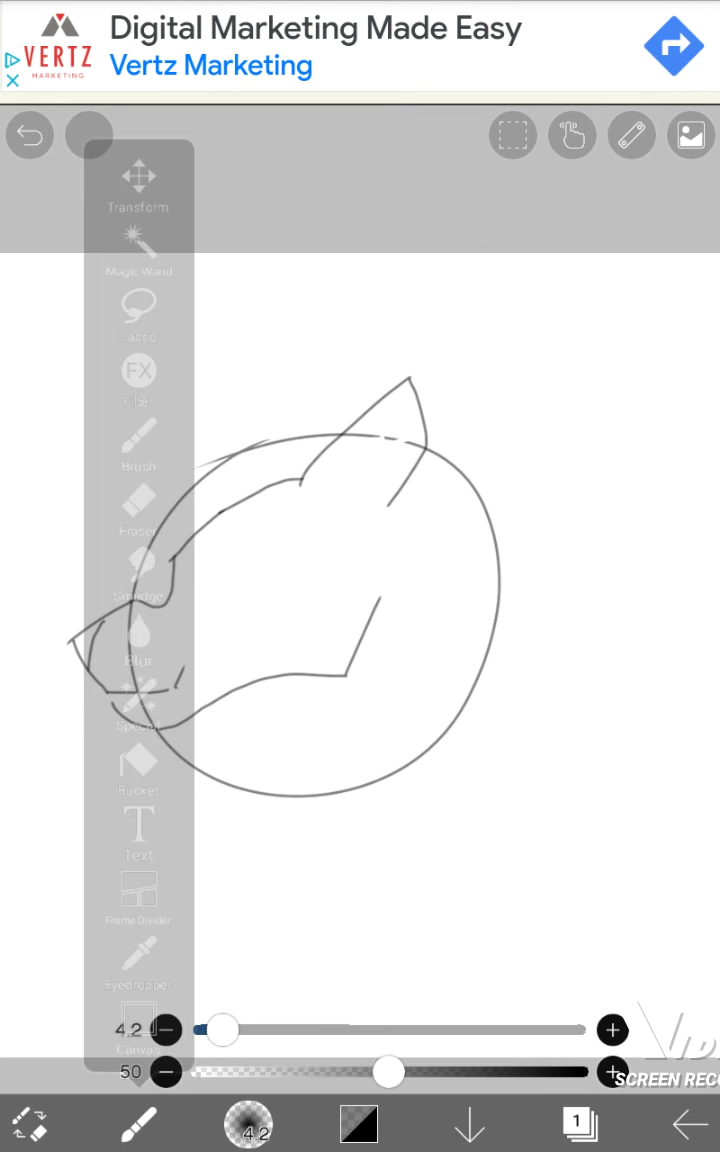 Digital Marketing Made Easy
VERTZ
MARKETING
Vertz Marketing
Transform
Magic Wand
Lasso
FX
Filter
Brush
Eraser
Smudge
Blur
Special
Bucket
T
Text
Frame Divider
Eyedropper
Canvas
4.2
50
SCREEN REC
4.2
1